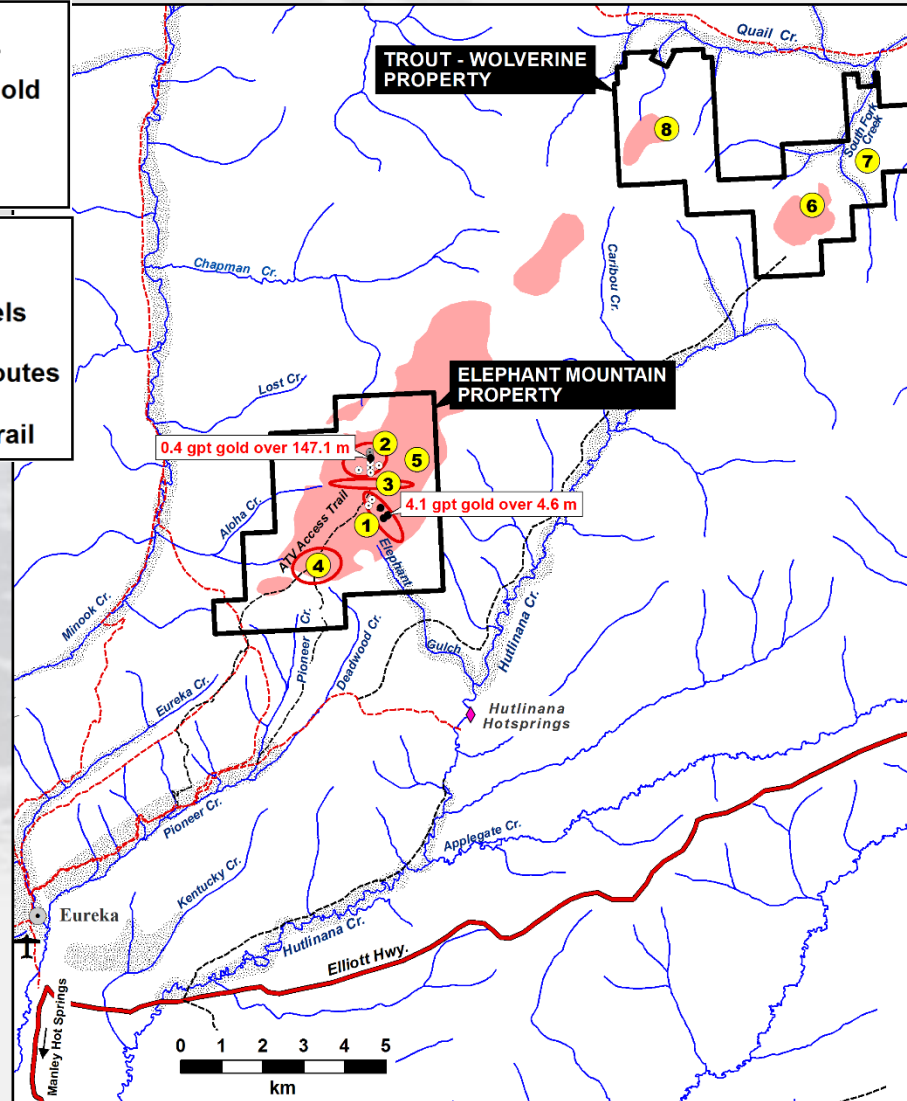 old
els
outes
rail
Quail Cr.
TROUT - WOLVERINE
PROPERTY
South Fork
Creek
8
7
6
Chapman Cr.
Caribou Cr.
Lost Cr.
ELEPHANT MOUNTAIN
PROPERTY
0.4 gpt gold over 147.1 m
2
5
3
4.1 gpt gold over 4.6 m
ATV Access Trail
Aloha Cr.
1
4
Elephant
Gulch
Minook Cr.
Pioneer Cr.
Deadwood Cr.
Hutlinana Cr.
Eureka Cr.
Hutlinana
Hotsprings
Pioneer Cr.
Applegate Cr.
Kentucky Cr.
Eureka
Hutlinana Cr.
Elliott Hwy.
Manley Hot Springs
0 1 2 3 4 5
km